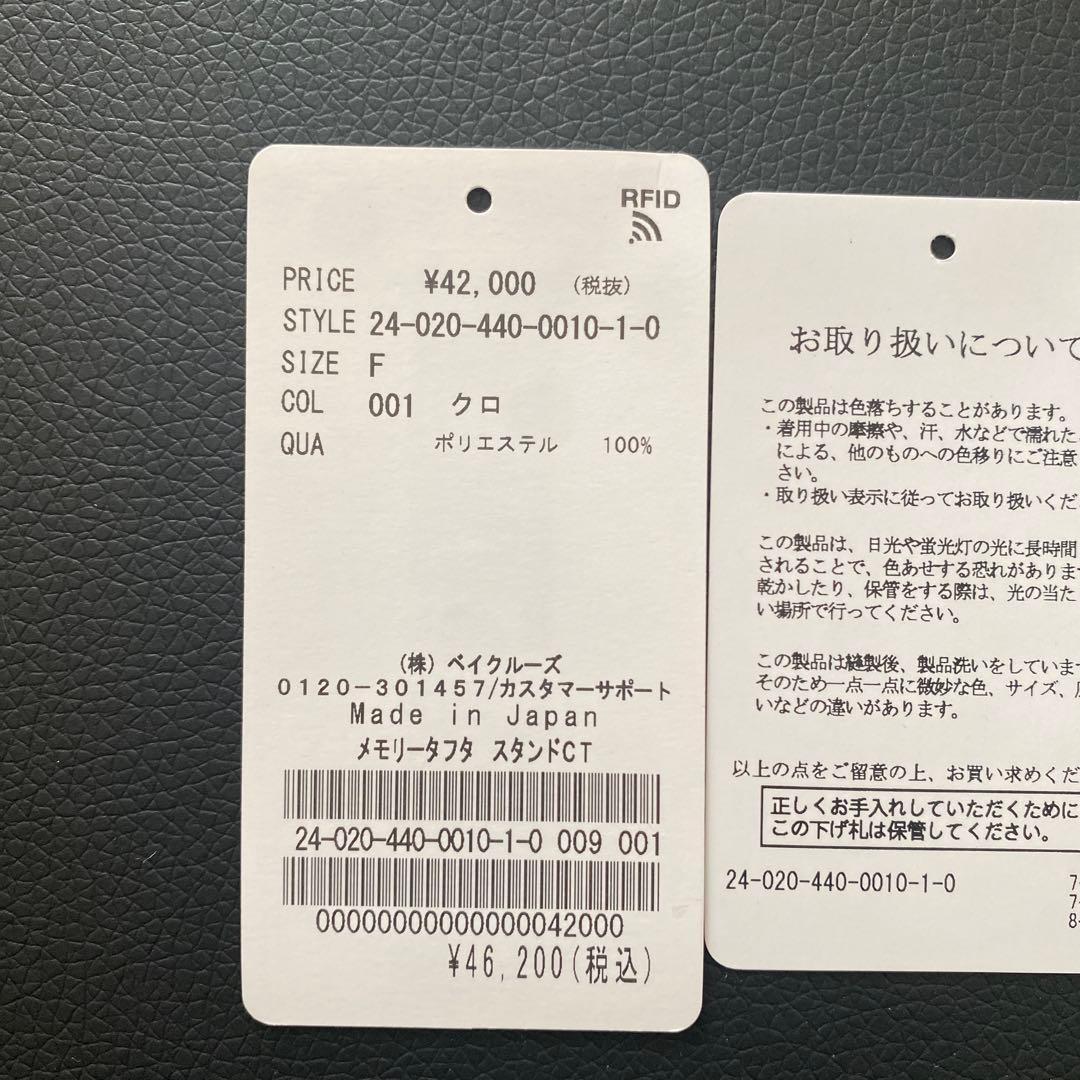 RFID
PRICE ¥42,000 (税抜)
STYLE 24-020-440-0010-1-0
SIZE F
COL 001 クロ
QUA ポリエステル 100%
(株)ベイクルーズ
0120-301457/カスタマーサポート
Made in Japan
メモリータフタ スタンドCT
24-020-440-0010-1-0 009 001
00000000000000042000
¥46,200(税込)
お取り扱いについて
この製品は色落ちすることがあります。
・着用中の摩擦や、汗、水などで濡れた
による、他のものへの色移りにご注意
さい。
・取り扱い表示に従ってお取り扱いくだ
この製品は、日光や蛍光灯の光に長時間
されることで、色あせする恐れがありま
乾かしたり、保管をする際は、光の当た
い場所で行ってください。
この製品は縫製後、製品洗いをしていま
そのため一点一点に微妙な色、サイズ、
いなどの違いがあります。
以上の点をご留意の上、お買い求めくだ
正しくお手入れしていただくために
この下げ札は保管してください。
24-020-440-0010-1-0
7-
7-
8-